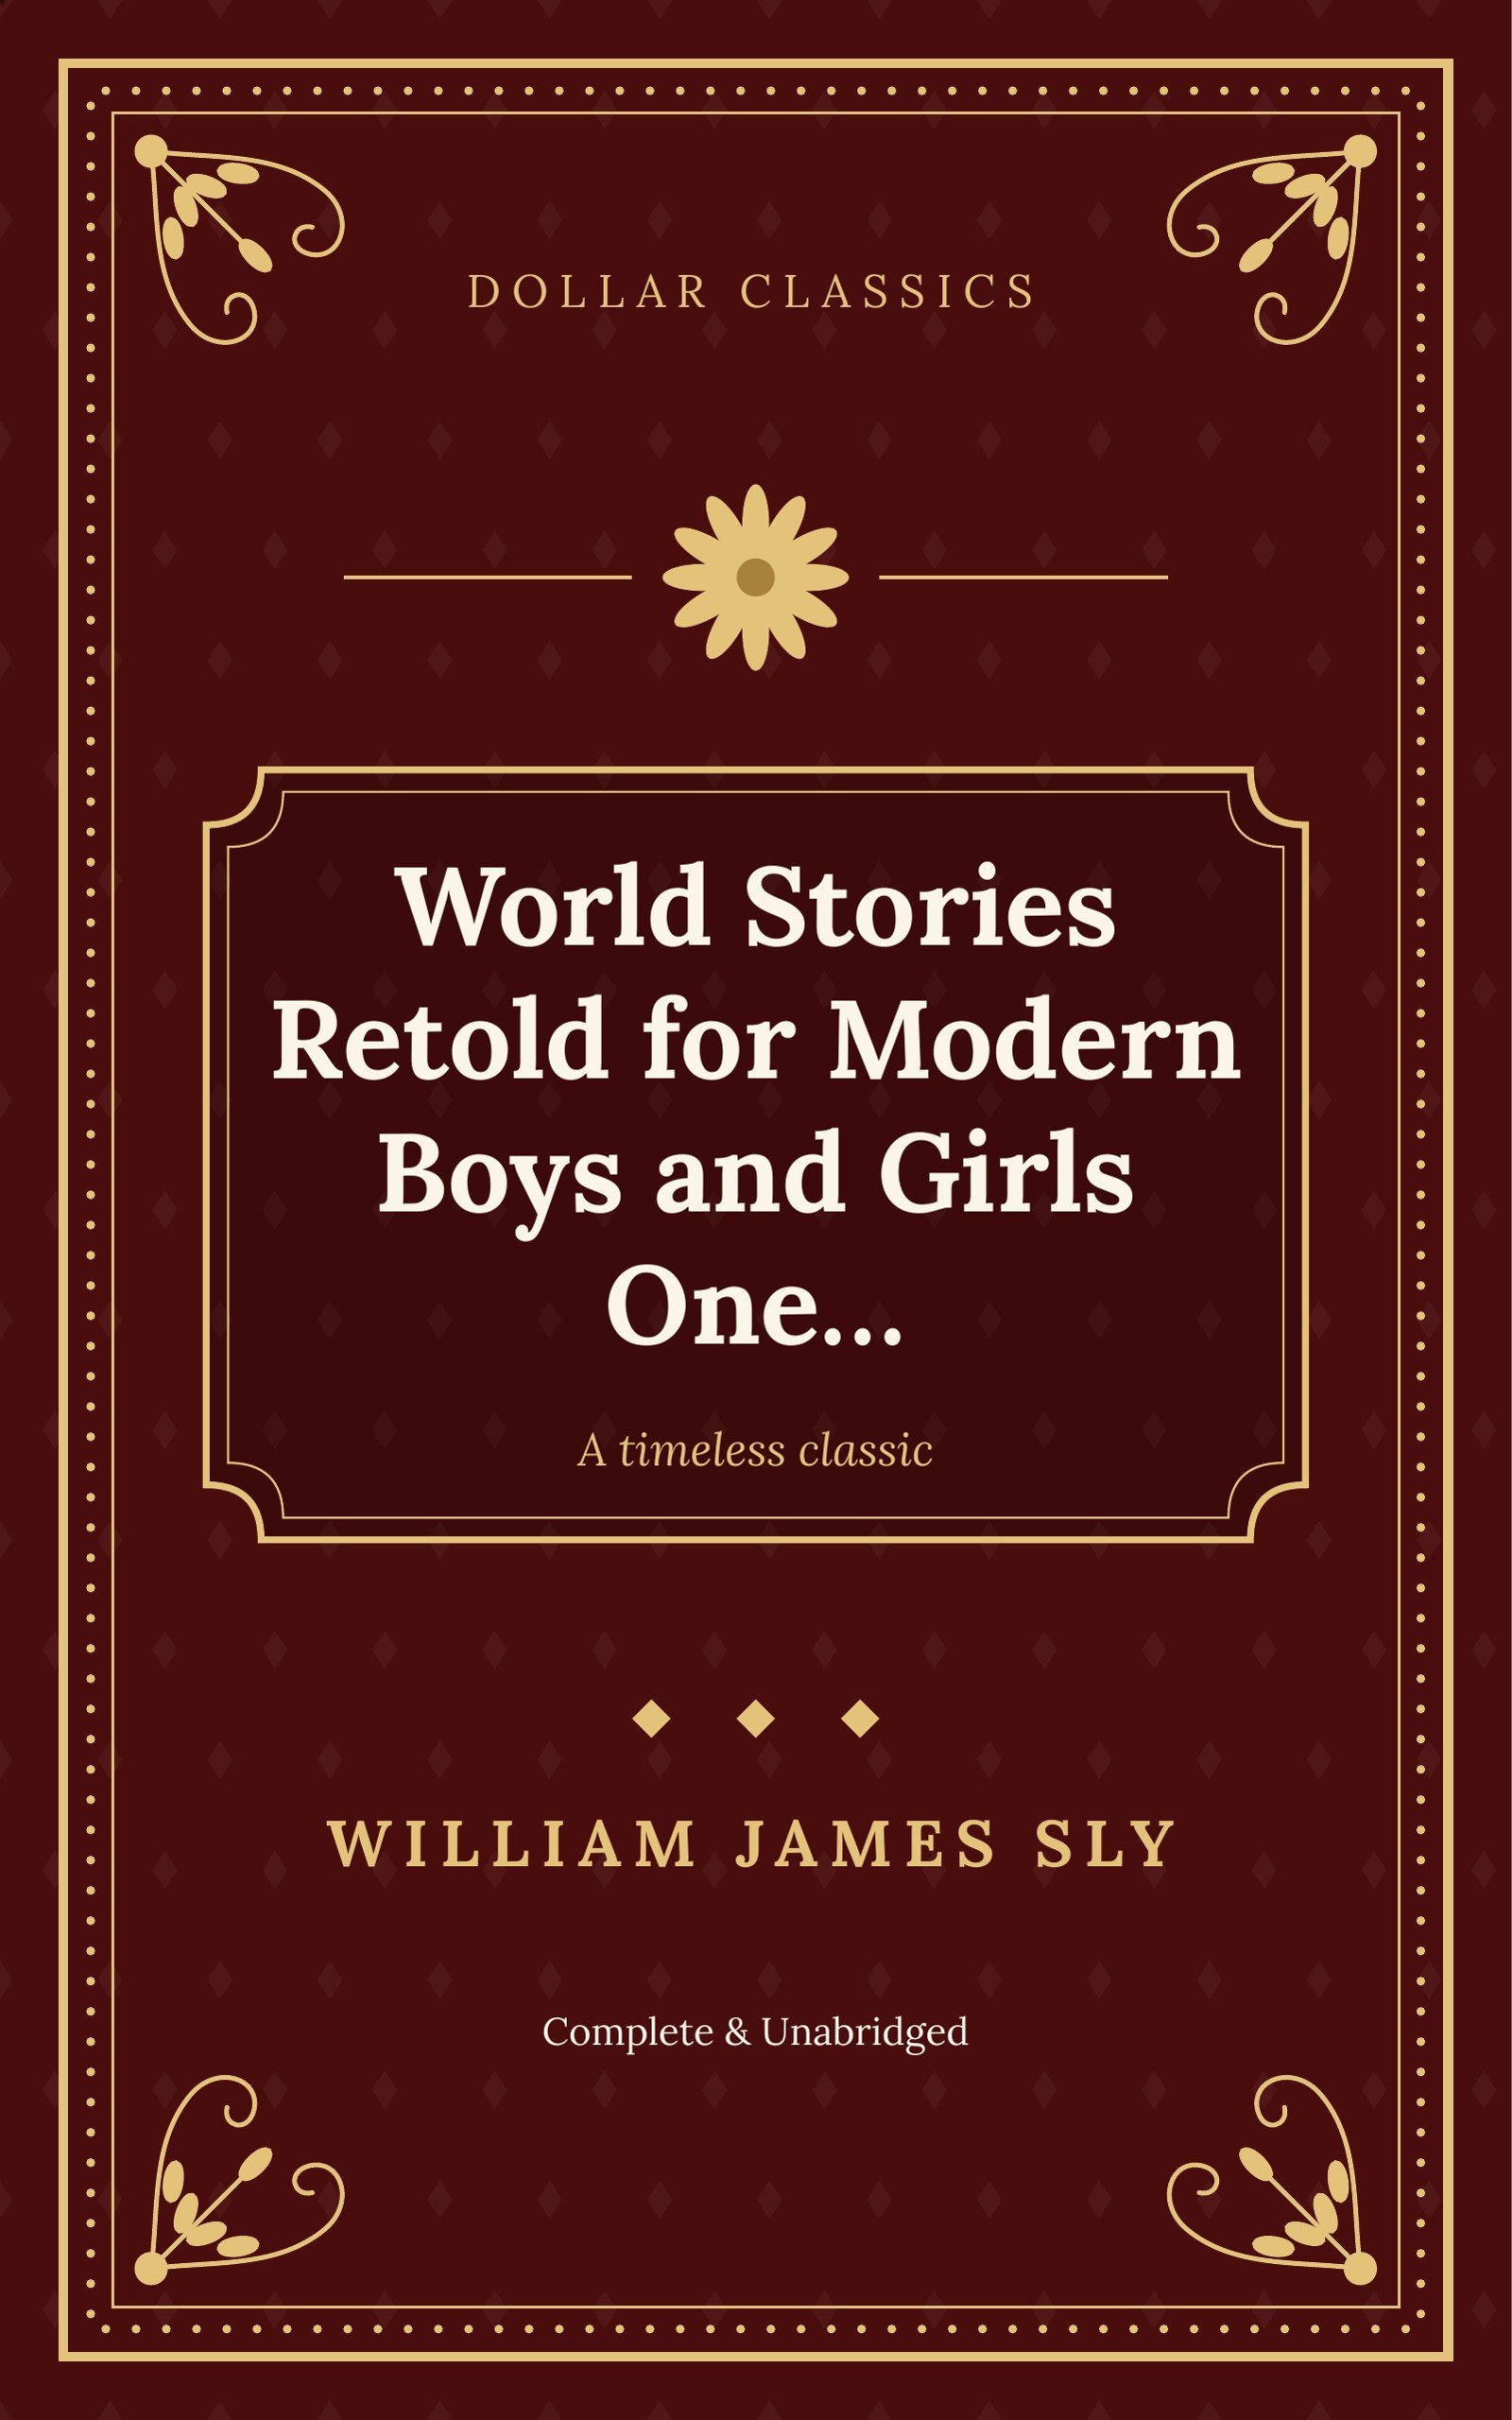 DOLLAR CLASSICS
World Stories
Retold for Modern
Boys and Girls
One...
A timeless classic
WILLIAM JAMES SLY
Complete & Unabridged